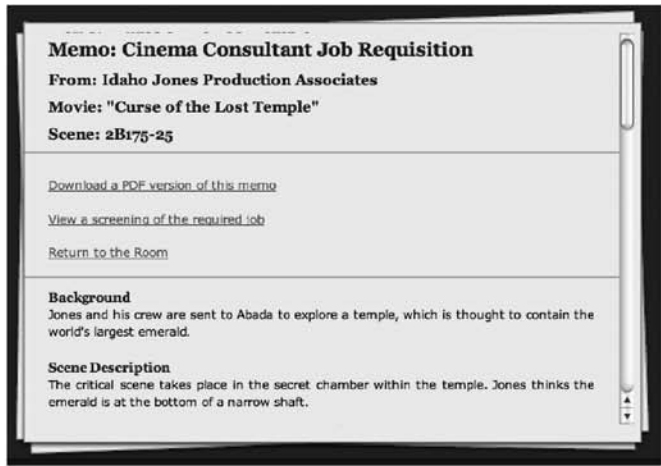 Memo: Cinema Consultant Job Requisition
From: Idaho Jones Production Associates
Movie: "Curse of the Lost Temple"
Scene: 2B175-25
Download a PDF version of this memo
View a screening of the required job
Return to the Room
Background
Jones and his crew are sent to Abada to explore a temple, which is thought to contain the
world's largest emerald.
Scene Description
The critical scene takes place in the secret chamber within the temple. Jones thinks the
emerald is at the bottom of a narrow shaft.